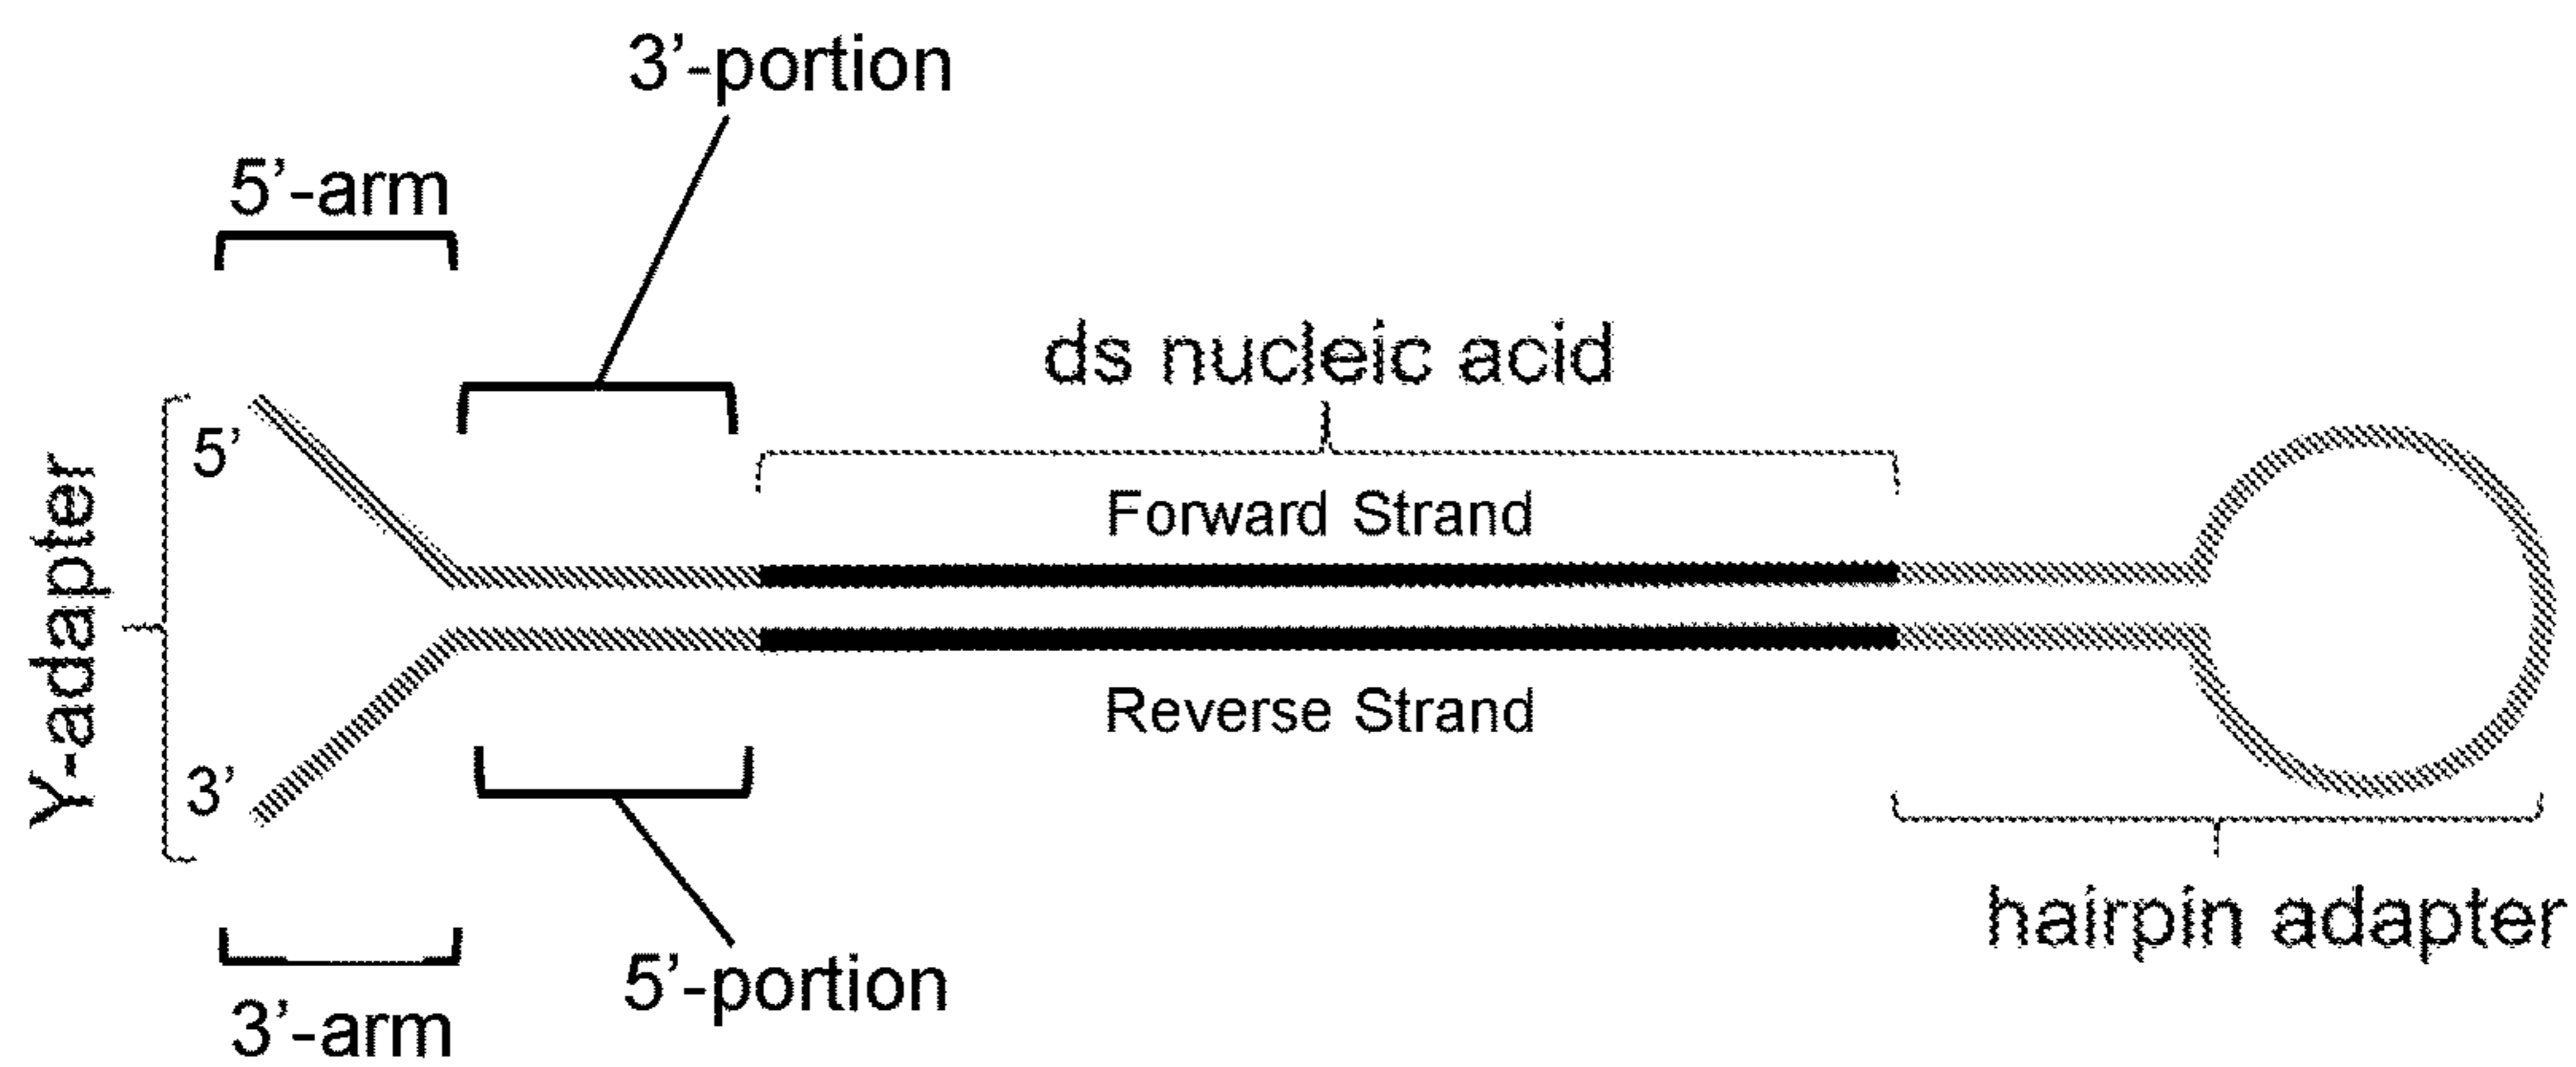 3’-portion
5’-arm
ds nucleic acid
5’
Forward Strand
Y-adapter
Reverse Strand
3’
hairpin adapter
5’-portion
3’-arm